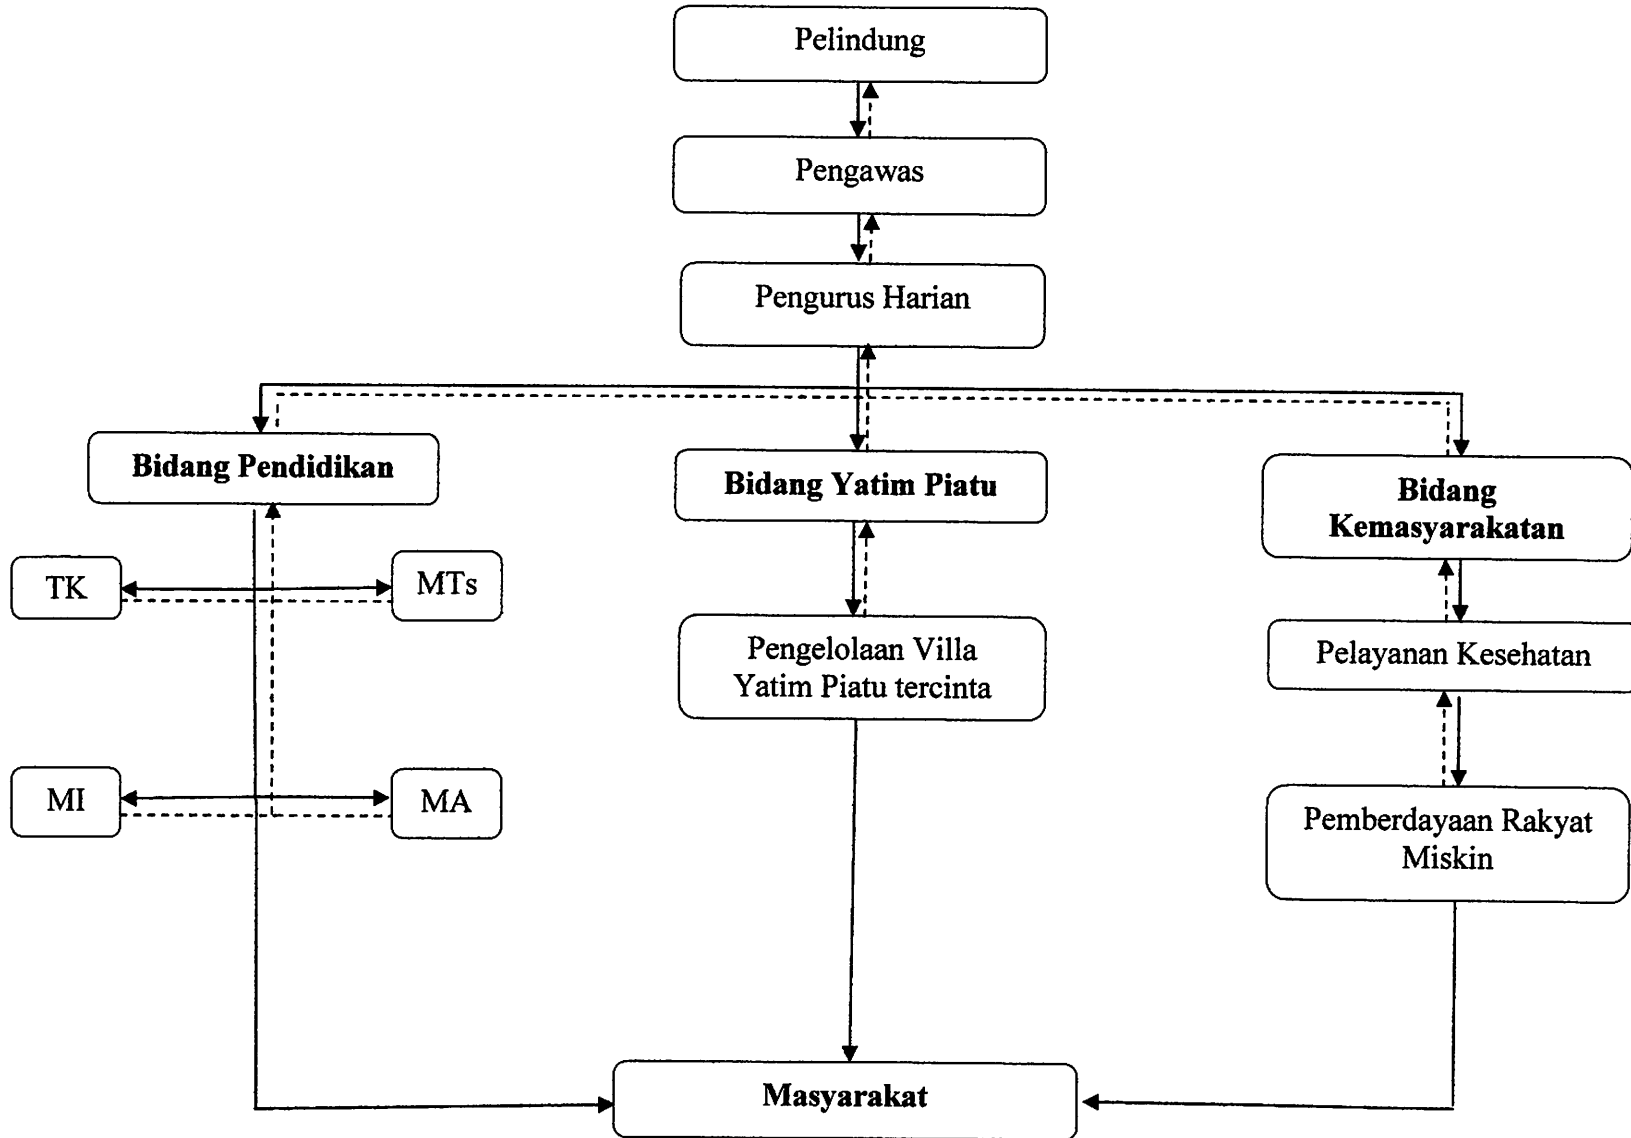 Pelindung
Pengawas
Pengurus Harian
Bidang Pendidikan
Bidang Yatim Piatu
Bidang
Kemasyarakatan
TK
MTs
Pengelolaan Villa
Yatim Piatu tercinta
Pelayanan Kesehatan
MI
MA
Pemberdayaan Rakyat
Miskin
Masyarakat